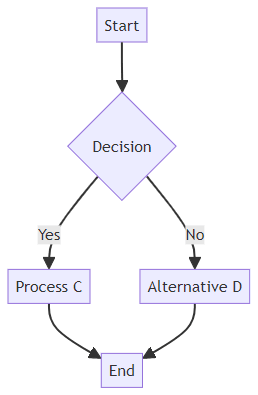 Start
Decision
Yes
No
Process C
Alternative D
End